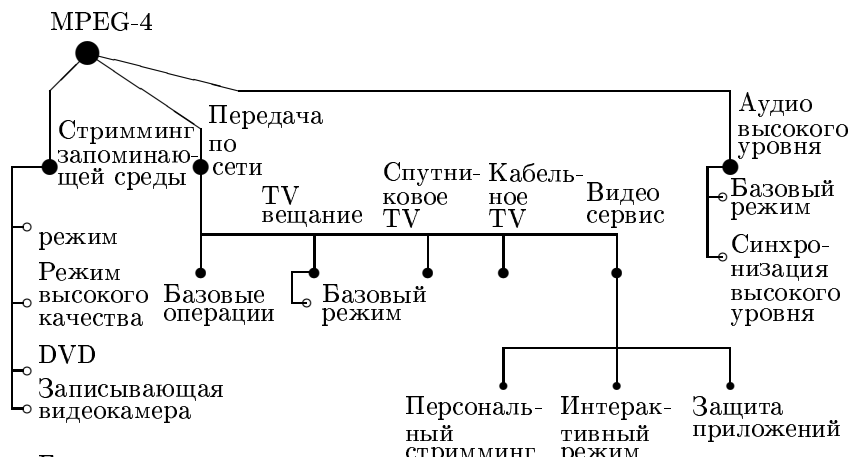 MPEG-4
Стримминг
запоминаю-
щей среды
Передача
по
сети
Аудио
высокого
уровня
TV
вещание
Спутни-
ковое
TV
Кабель-
ное
TV
Видео
сервис
Базовый
режим
Синхро-
низация
высокого
уровня
режим
Режим
высокого
качества
DVD
Записывающая
видеокамера
Базовые
операции
Базовый
режим
Персональ-
ный
стримминг
Интерак-
тивный
режим
Защита
приложений